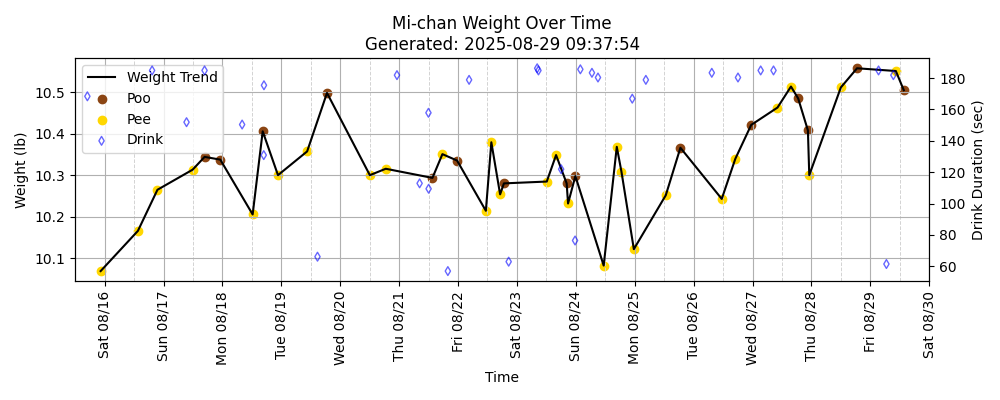 Mi-chan Weight Over Time
Generated: 2025-08-29 09:37:54
Weight Trend
Poo
Pee
Drink
Weight (lb)
10.5
10.4
10.3
10.2
10.1
Drink Duration (sec)
180
160
140
120
100
80
60
Sat 08/16
Sun 08/17
Mon 08/18
Tue 08/19
Wed 08/20
Thu 08/21
Fri 08/22
Sat 08/23
Sun 08/24
Mon 08/25
Tue 08/26
Wed 08/27
Thu 08/28
Fri 08/29
Sat 08/30
Time